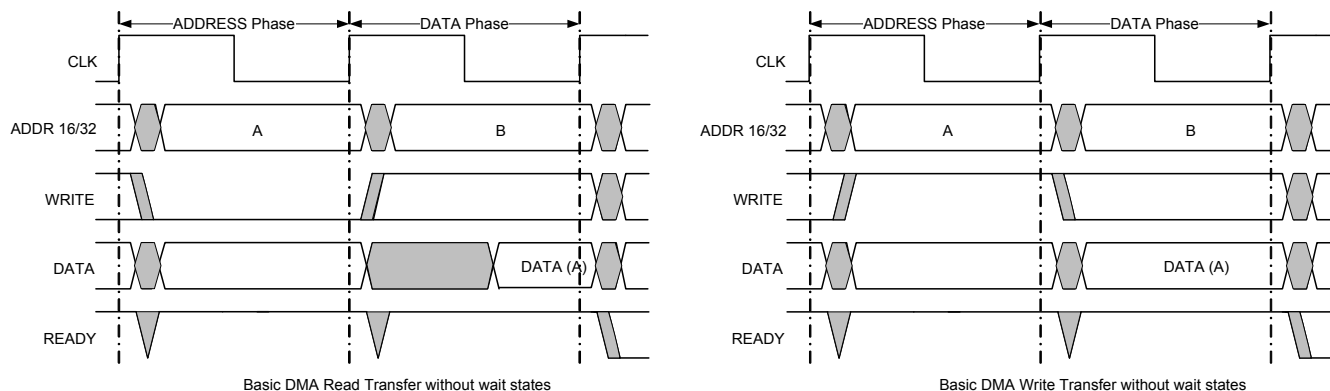 ADDRESS Phase DATA Phase
CLK
ADDR 16/32 A B
WRITE
DATA DATA (A)
READY
Basic DMA Read Transfer without wait states
ADDRESS Phase DATA Phase
CLK
ADDR 16/32 A B
WRITE
DATA DATA (A)
READY
Basic DMA Write Transfer without wait states